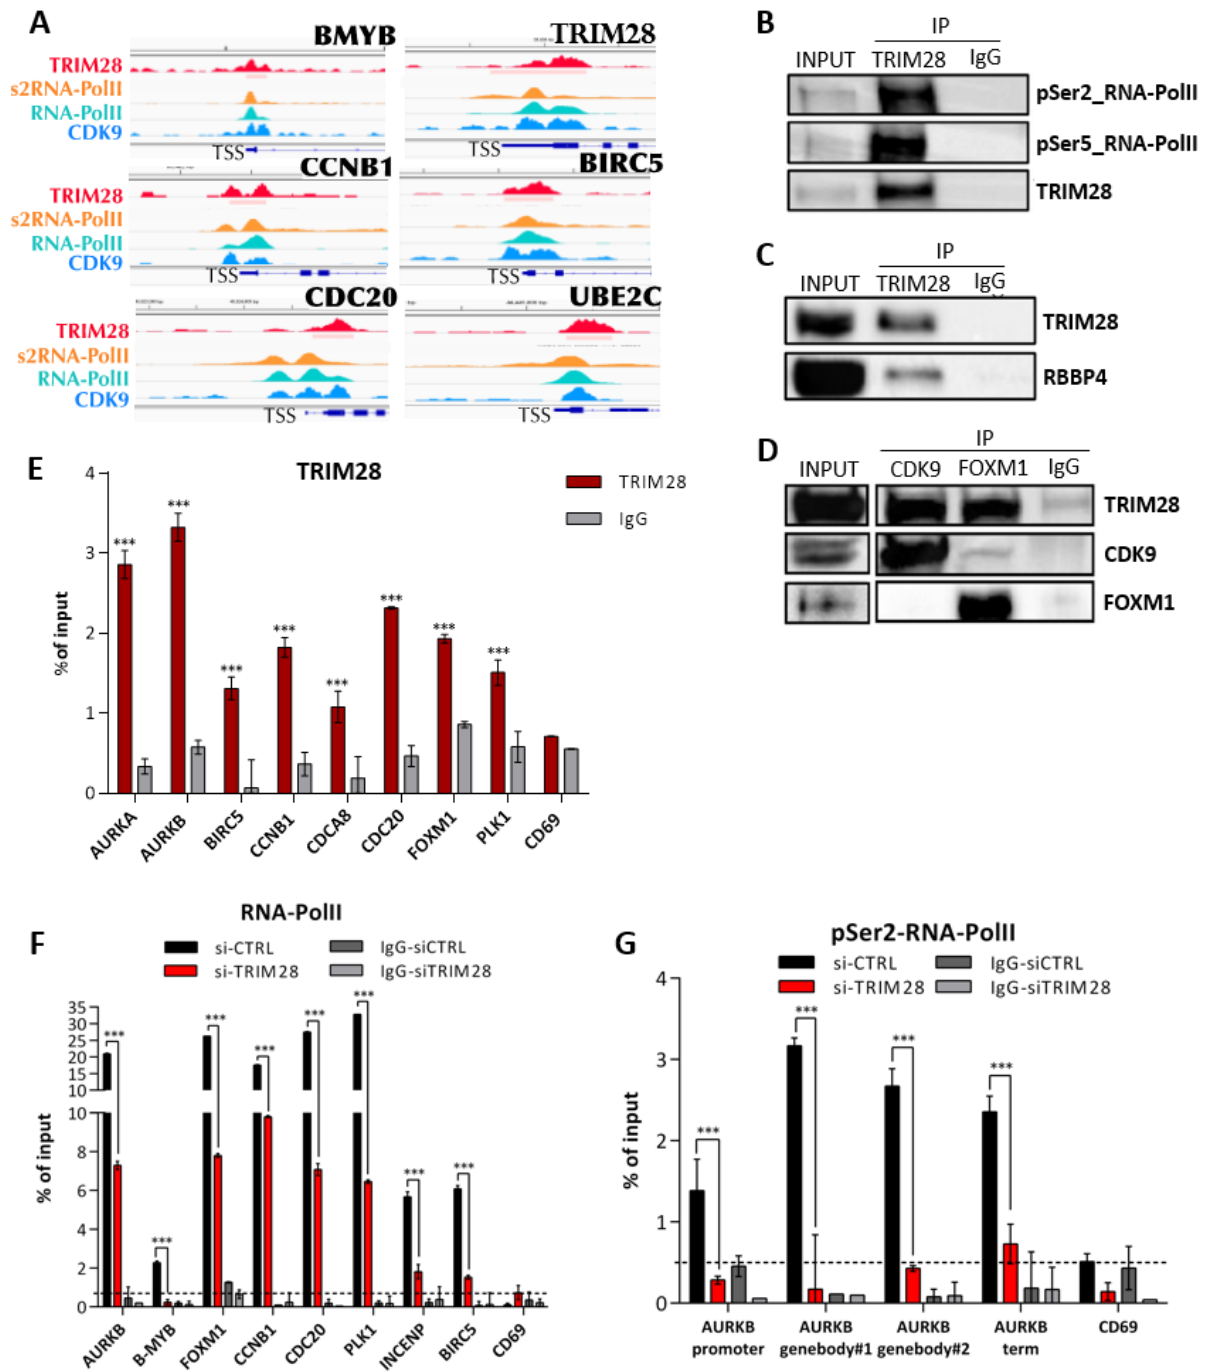 A
BMYB
TRIM28
s2RNA-PolII
RNA-PolII
CDK9
TSS
TRIM28
TSS
CCNB1
TRIM28
s2RNA-PolII
RNA-PolII
CDK9
TSS
BIRC5
TSS
CDC20
TRIM28
s2RNA-PolII
RNA-PolII
CDK9
TSS
UBE2C
TSS
B
IP
INPUT TRIM28 IgG
pSer2_RNA-PolII
pSer5_RNA-PolII
TRIM28
C
IP
INPUT TRIM28 IgG
TRIM28
RBBP4
D
IP
INPUT CDK9 FOXM1 IgG
TRIM28
CDK9
FOXM1
E
TRIM28
TRIM28
IgG
% of input
4
3
2
1
0
*** *** *** *** *** *** *** ***
AURKA AURKB BIRC5 CCNB1 CDCA8 CDC20 FOXM1 PLK1 CD69
F
RNA-PolII
si-CTRL IgG-siCTRL
si-TRIM28 IgG-siTRIM28
% of input
35
30
25
20
15
10
10
8
6
4
2
0
*** *** *** *** *** *** *** ***
AURKB B-MYB FOXM1 CCNB1 CDC20 PLK1 INCENP BIRC5 CD69
G
pSer2-RNA-PolII
si-CTRL IgG-siCTRL
si-TRIM28 IgG-siTRIM28
% of input
4
3
2
1
0
*** *** *** ***
AURKB AURKB AURKB AURKB CD69
promoter genebody#1 genebody#2 term